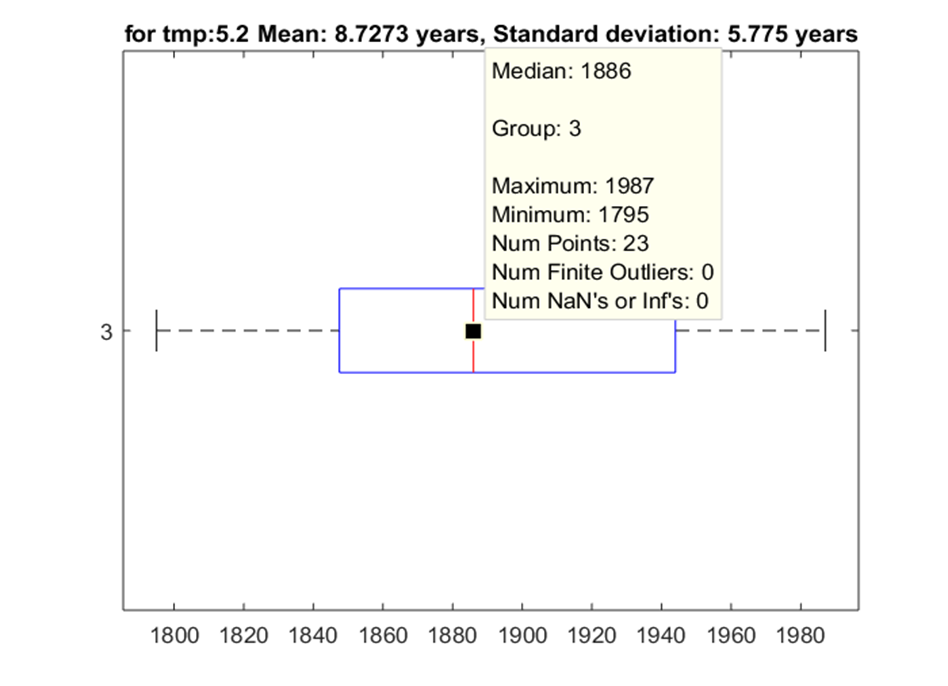 for tmp:5.2 Mean: 8.7273 years, Standard deviation: 5.775 years
Median: 1886
Group: 3
Maximum: 1987
Minimum: 1795
Num Points: 23
Num Finite Outliers: 0
Num NaN's or Inf's: 0
3
1800 1820 1840 1860 1880 1900 1920 1940 1960 1980